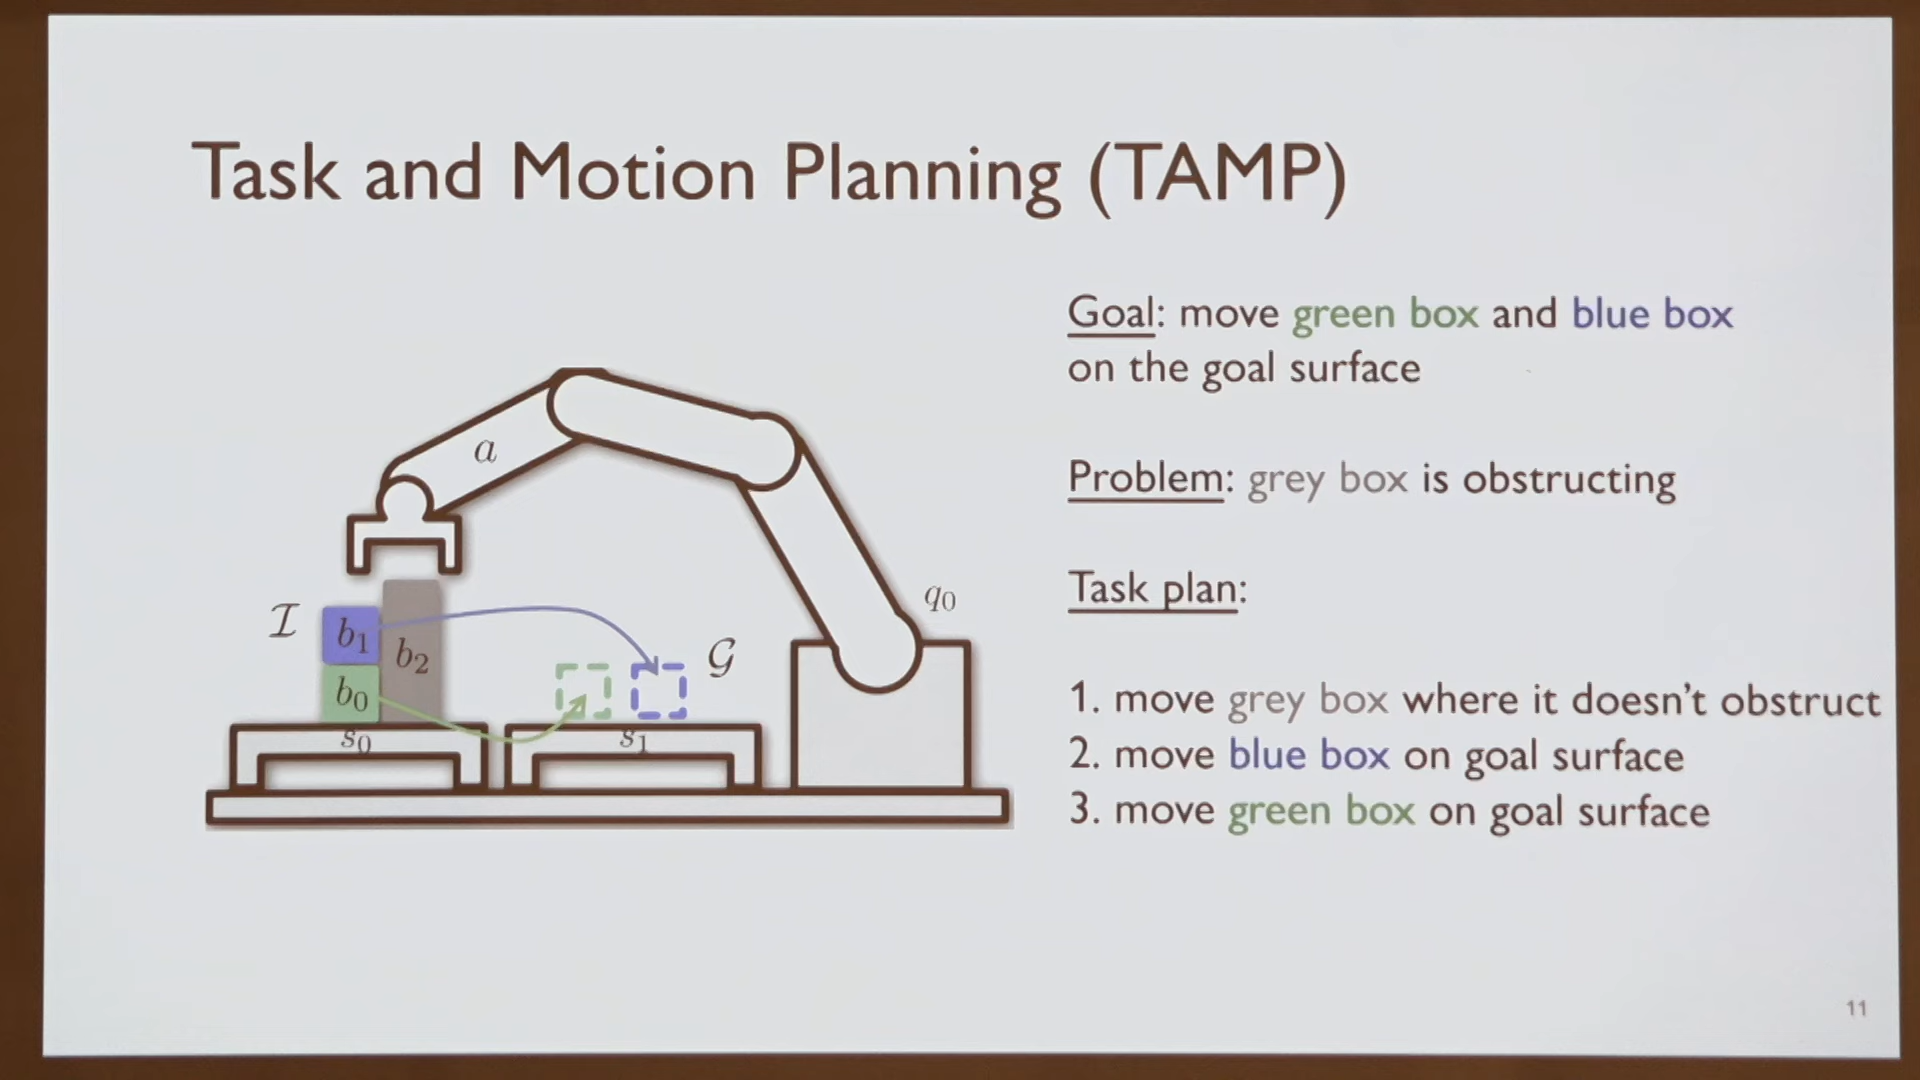 Task and Motion Planning (TAMP)
Goal: move green box and blue box
on the goal surface
Problem: grey box is obstructing
Task plan:
1. move grey box where it doesn't obstruct
2. move blue box on goal surface
3. move green box on goal surface
a
q₀
ℐ
b₁
b₂
𝒢
b₀
s₀
s₁
11